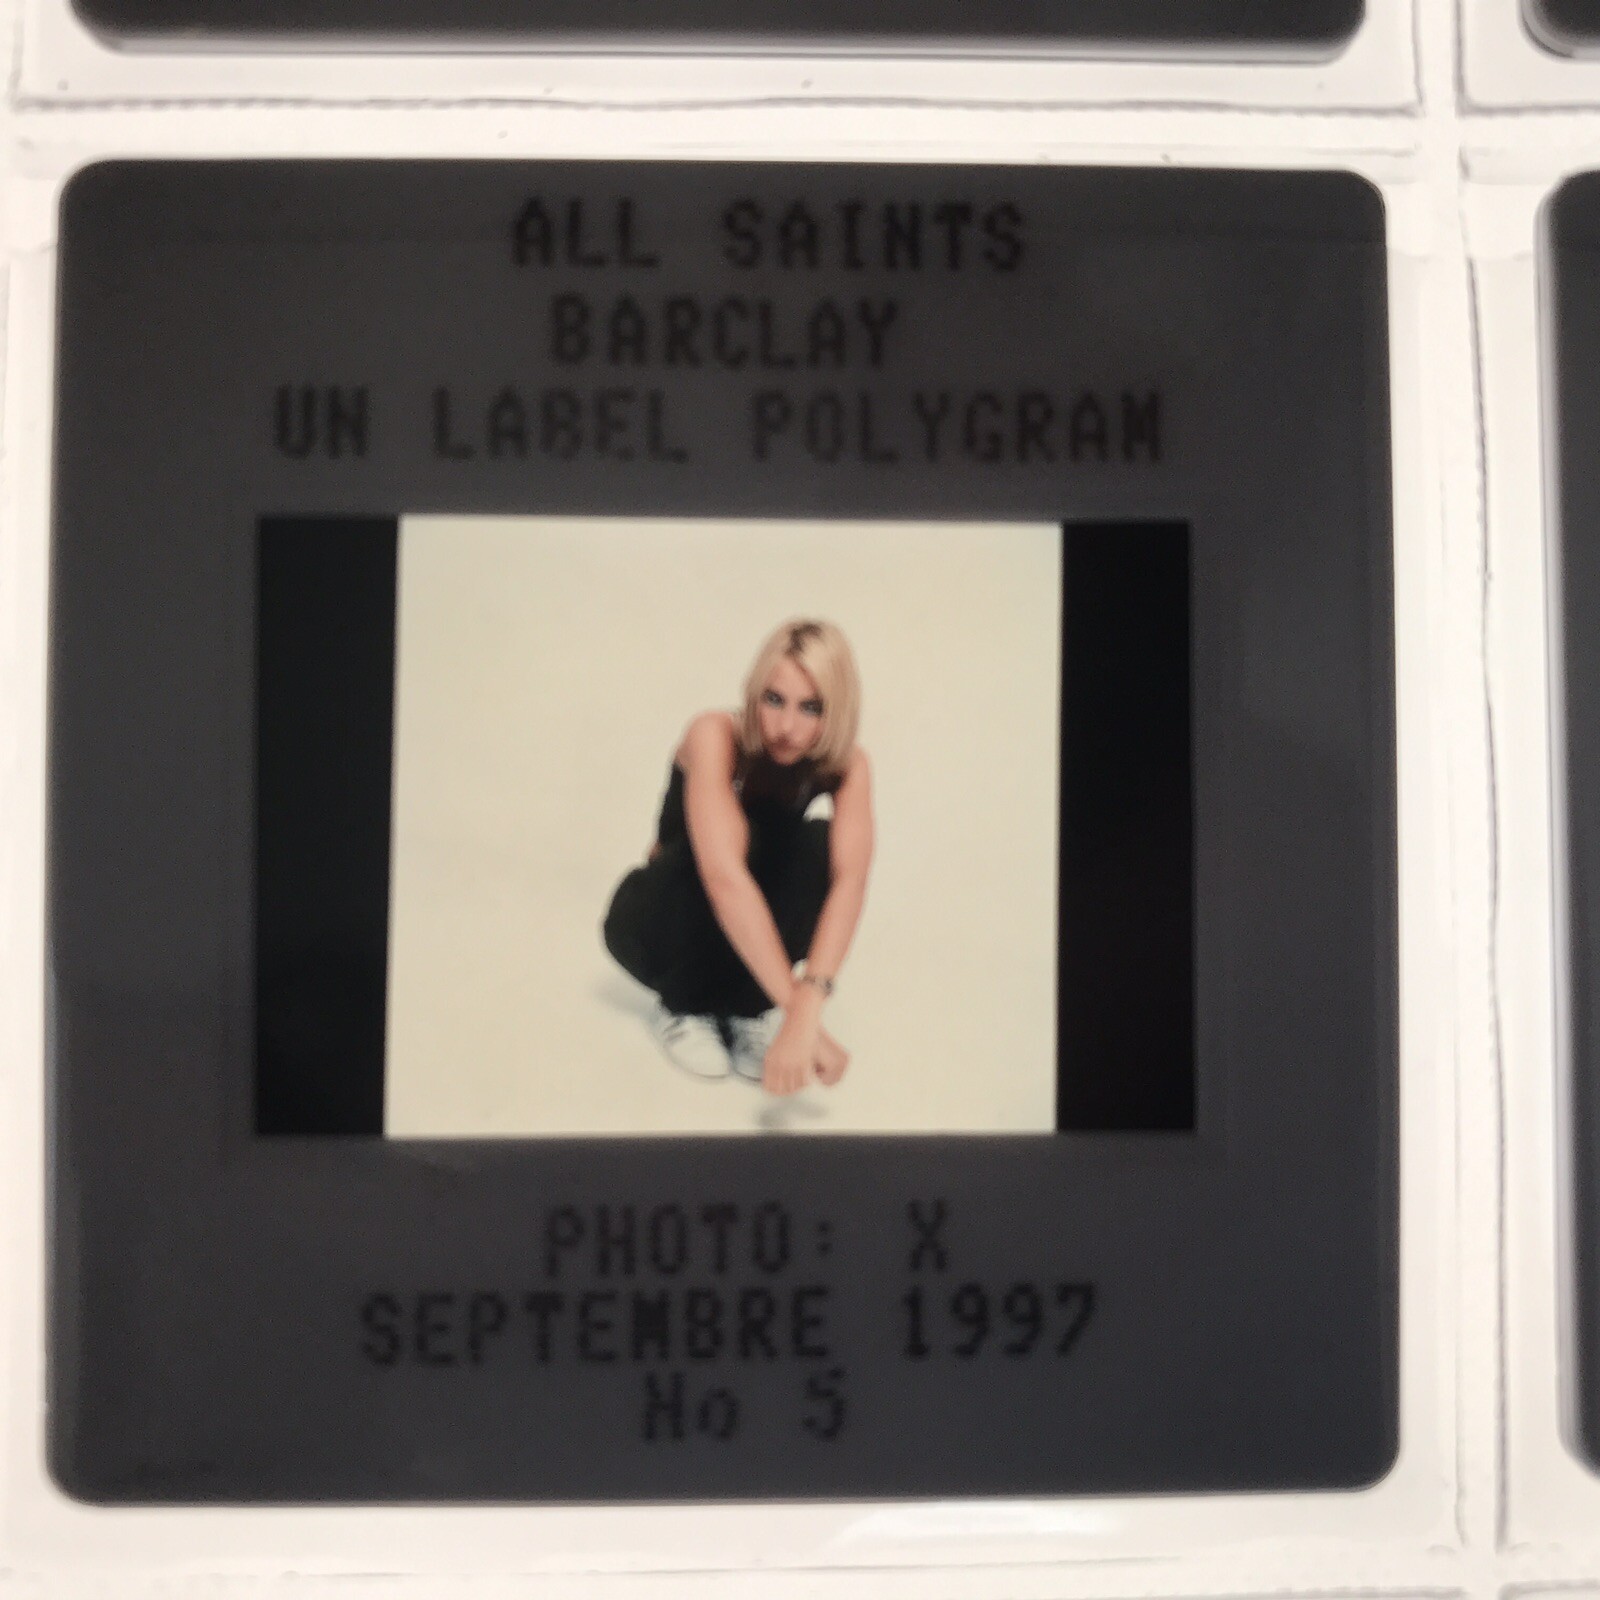 ALL SAINTS
BARCLAY
UN LABEL POLYGRAM
PHOTO: X
SEPTEMBRE 1997
No 5